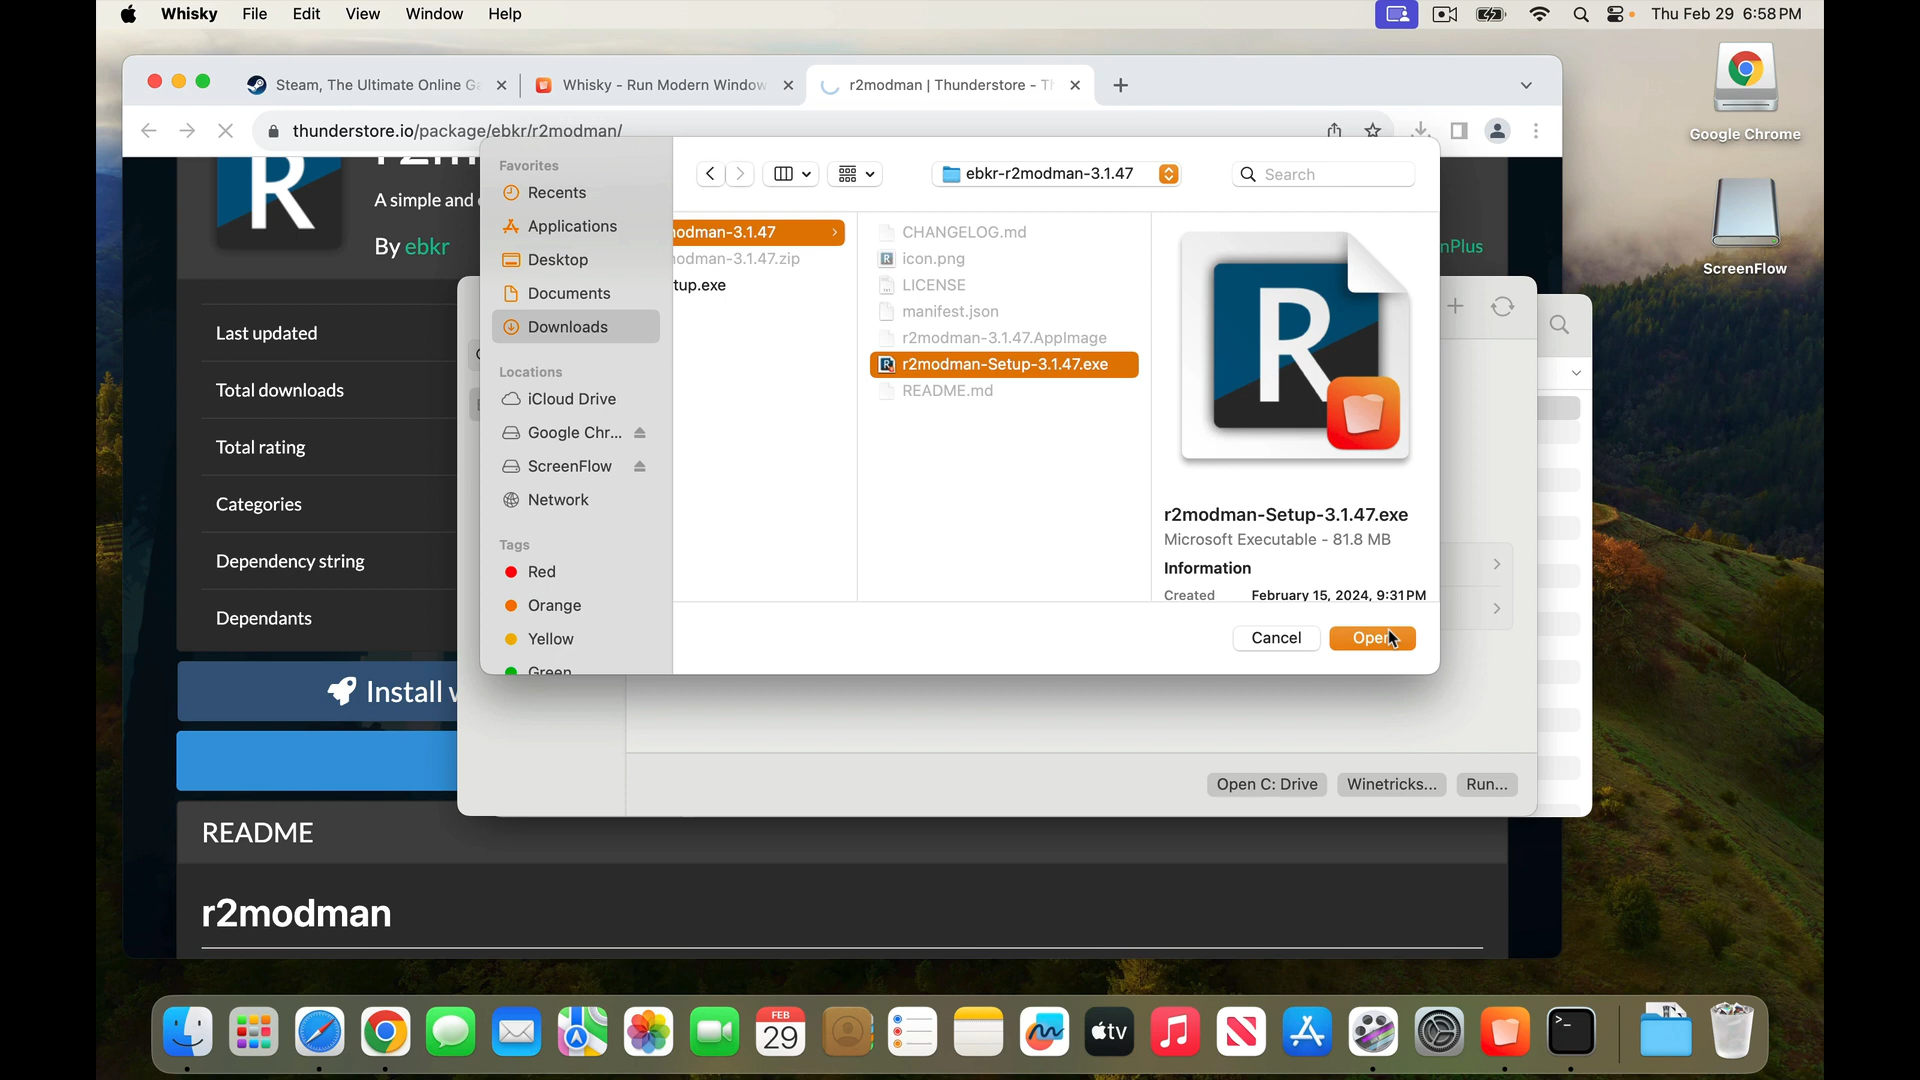 Whisky File Edit View Window Help Thu Feb 29 6:58 PM
Steam, The Ultimate Online Ga
Whisky - Run Modern Window
r2modman | Thunderstore - Th
thunderstore.io/package/ebkr/r2modman/
R
A simple and
By ebkr
nPlus
Last updated
Total downloads
Total rating
Categories
Dependency string
Dependants
Install
README
r2modman
Favorites
Recents
Applications
Desktop
Documents
Downloads
Locations
iCloud Drive
Google Chr...
ScreenFlow
Network
Tags
Red
Orange
Yellow
Green
ebkr-r2modman-3.1.47
Search
odman-3.1.47
odman-3.1.47.zip
tup.exe
CHANGELOG.md
icon.png
LICENSE
manifest.json
r2modman-3.1.47.AppImage
r2modman-Setup-3.1.47.exe
README.md
R
r2modman-Setup-3.1.47.exe
Microsoft Executable - 81.8 MB
Information
Created February 15, 2024, 9:31 PM
Cancel
Open
Open C: Drive
Winetricks...
Run...
Google Chrome
ScreenFlow
FEB
29
tv
>_